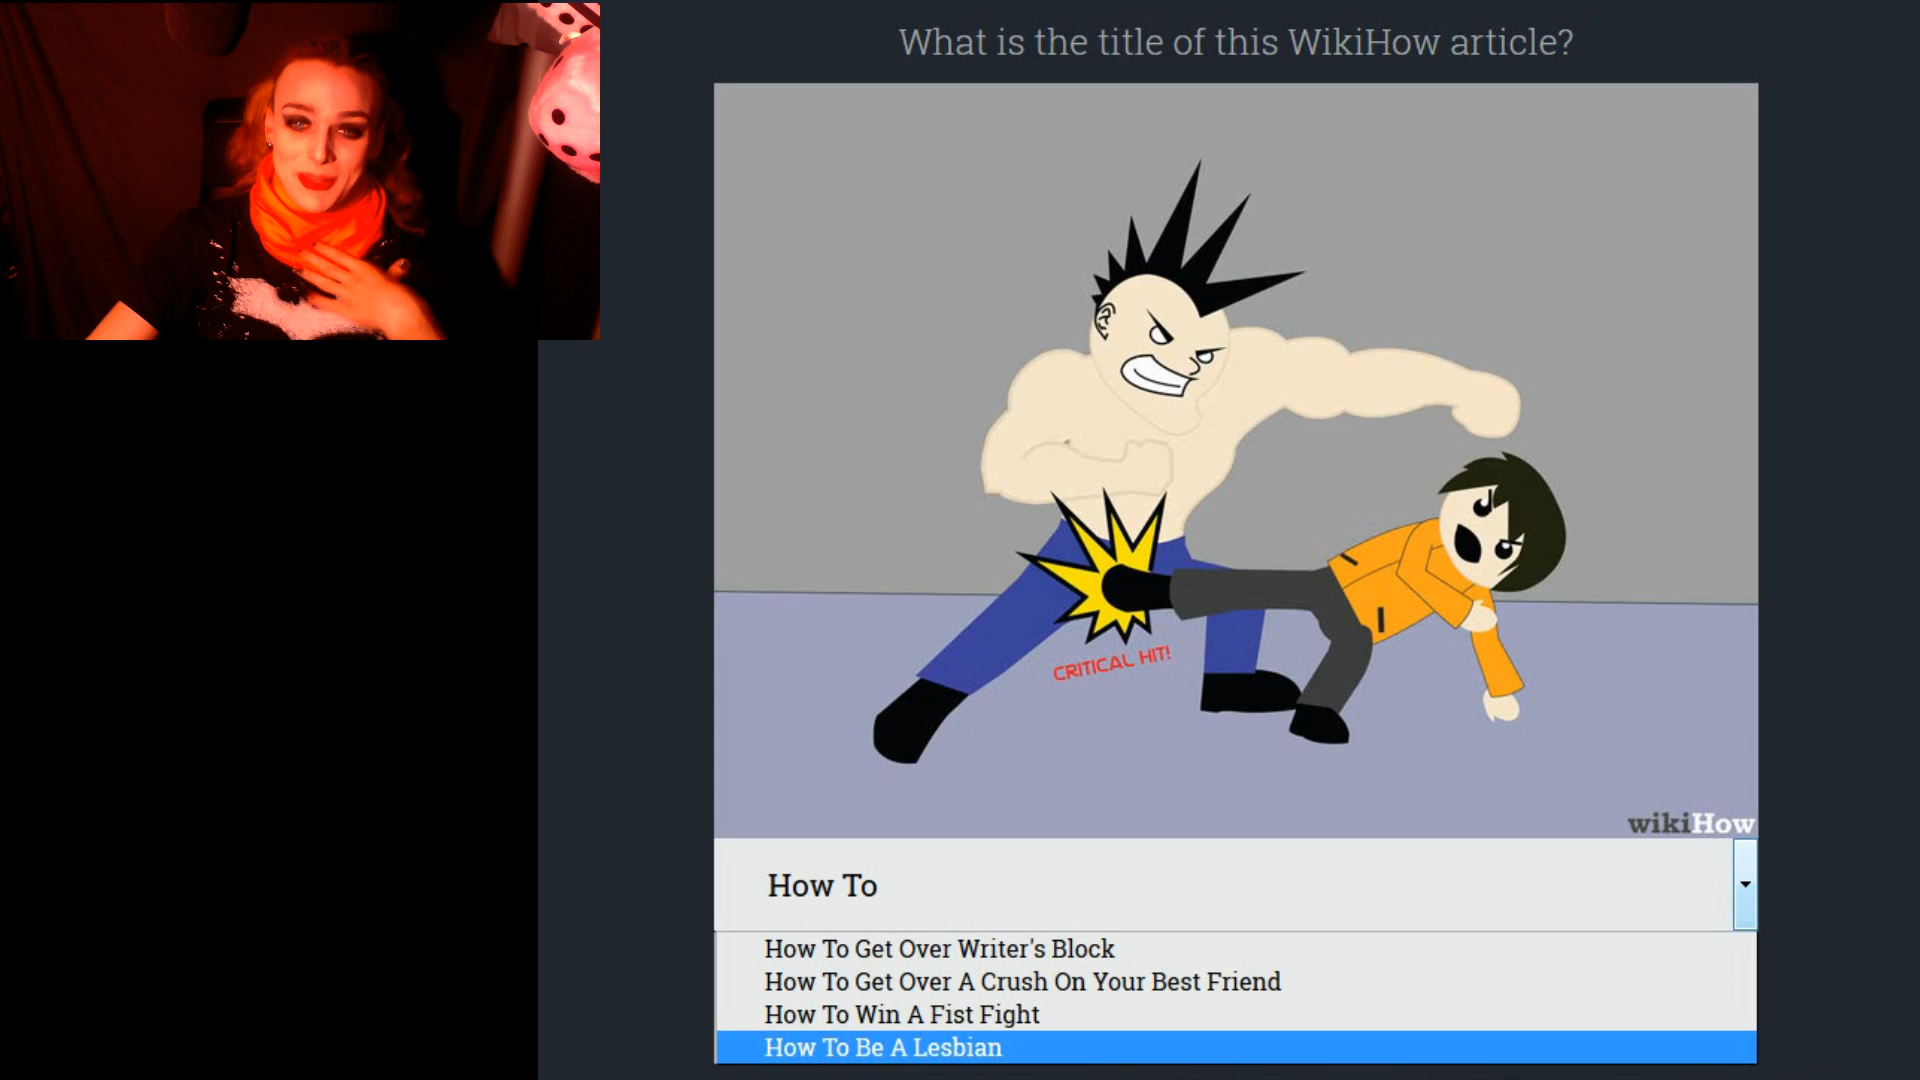 What is the title of this WikiHow article?
CRITICAL HIT!
wikiHow
How To
How To Get Over Writer's Block
How To Get Over A Crush On Your Best Friend
How To Win A Fist Fight
How To Be A Lesbian